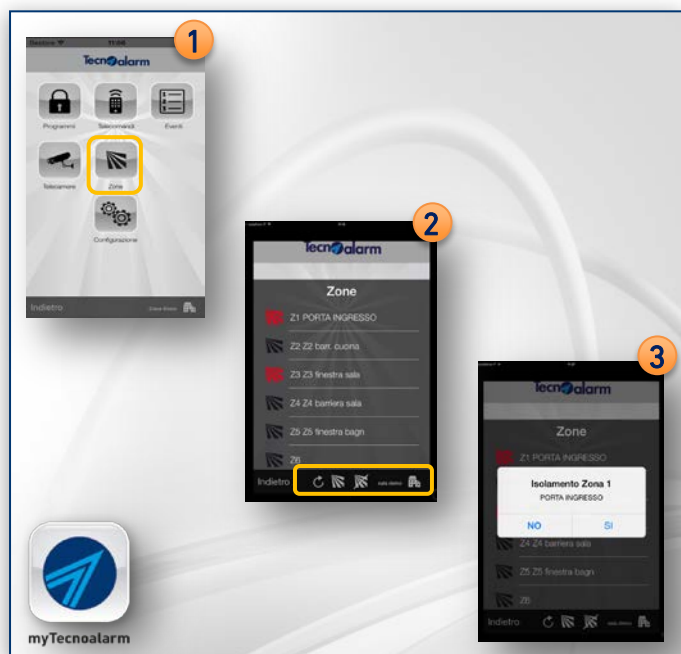 1
11:06
Tecnoalarm
Programmi Telecomandi Eventi
Telecamere Zone
Configurazione
Indietro
2
Tecnoalarm
Zone
Z1 PORTA INGRESSO
Z2 Z2 barr. cucina
Z3 Z3 finestra sala
Z4 Z4 barriera sala
Z5 Z5 finestra bagn
Z6
Indietro
3
Tecnoalarm
Zone
Z1 PORTA INGRESSO
Isolamento Zona 1
PORTA INGRESSO
NO SI
Z4 Z4 barriera sala
Z5 Z5 finestra bagn
Z6
Indietro
myTecnoalarm